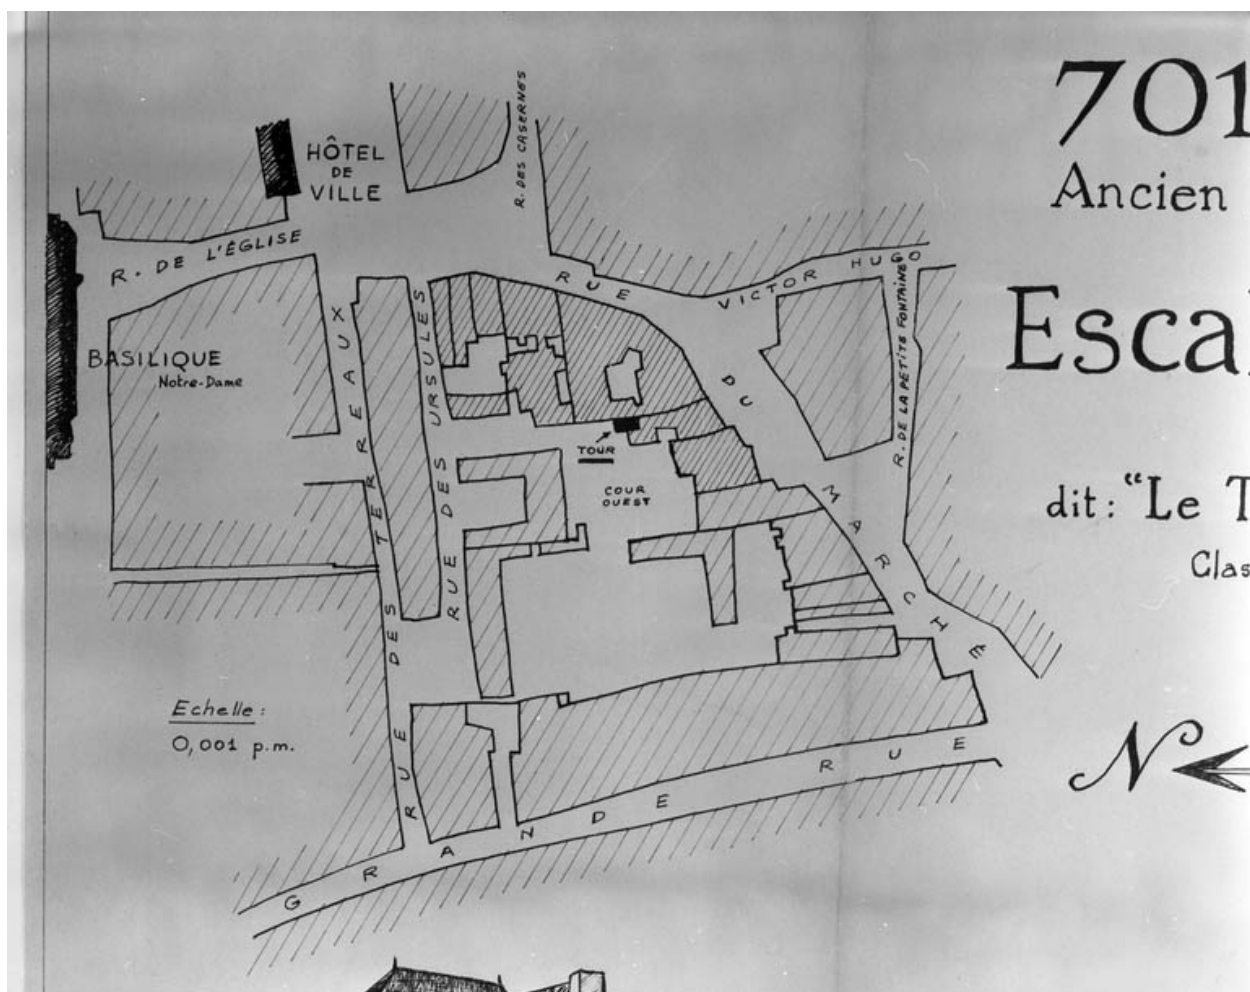 701
Ancien
Esca
dit: "Le T
Clas
R. DES CASERNES
HÔTEL
DE
VILLE
R. DE L'ÉGLISE
BASILIQUE
Notre-Dame
RUE DES TERREAUX
RUE DES URSULES
RUE VICTOR HUGO
R. DE LA PETITE FONTAINE
RUE DU MARCHÉ
TOUR
COUR
OUEST
Echelle:
0,001 p.m.
GRANDE RUE
N